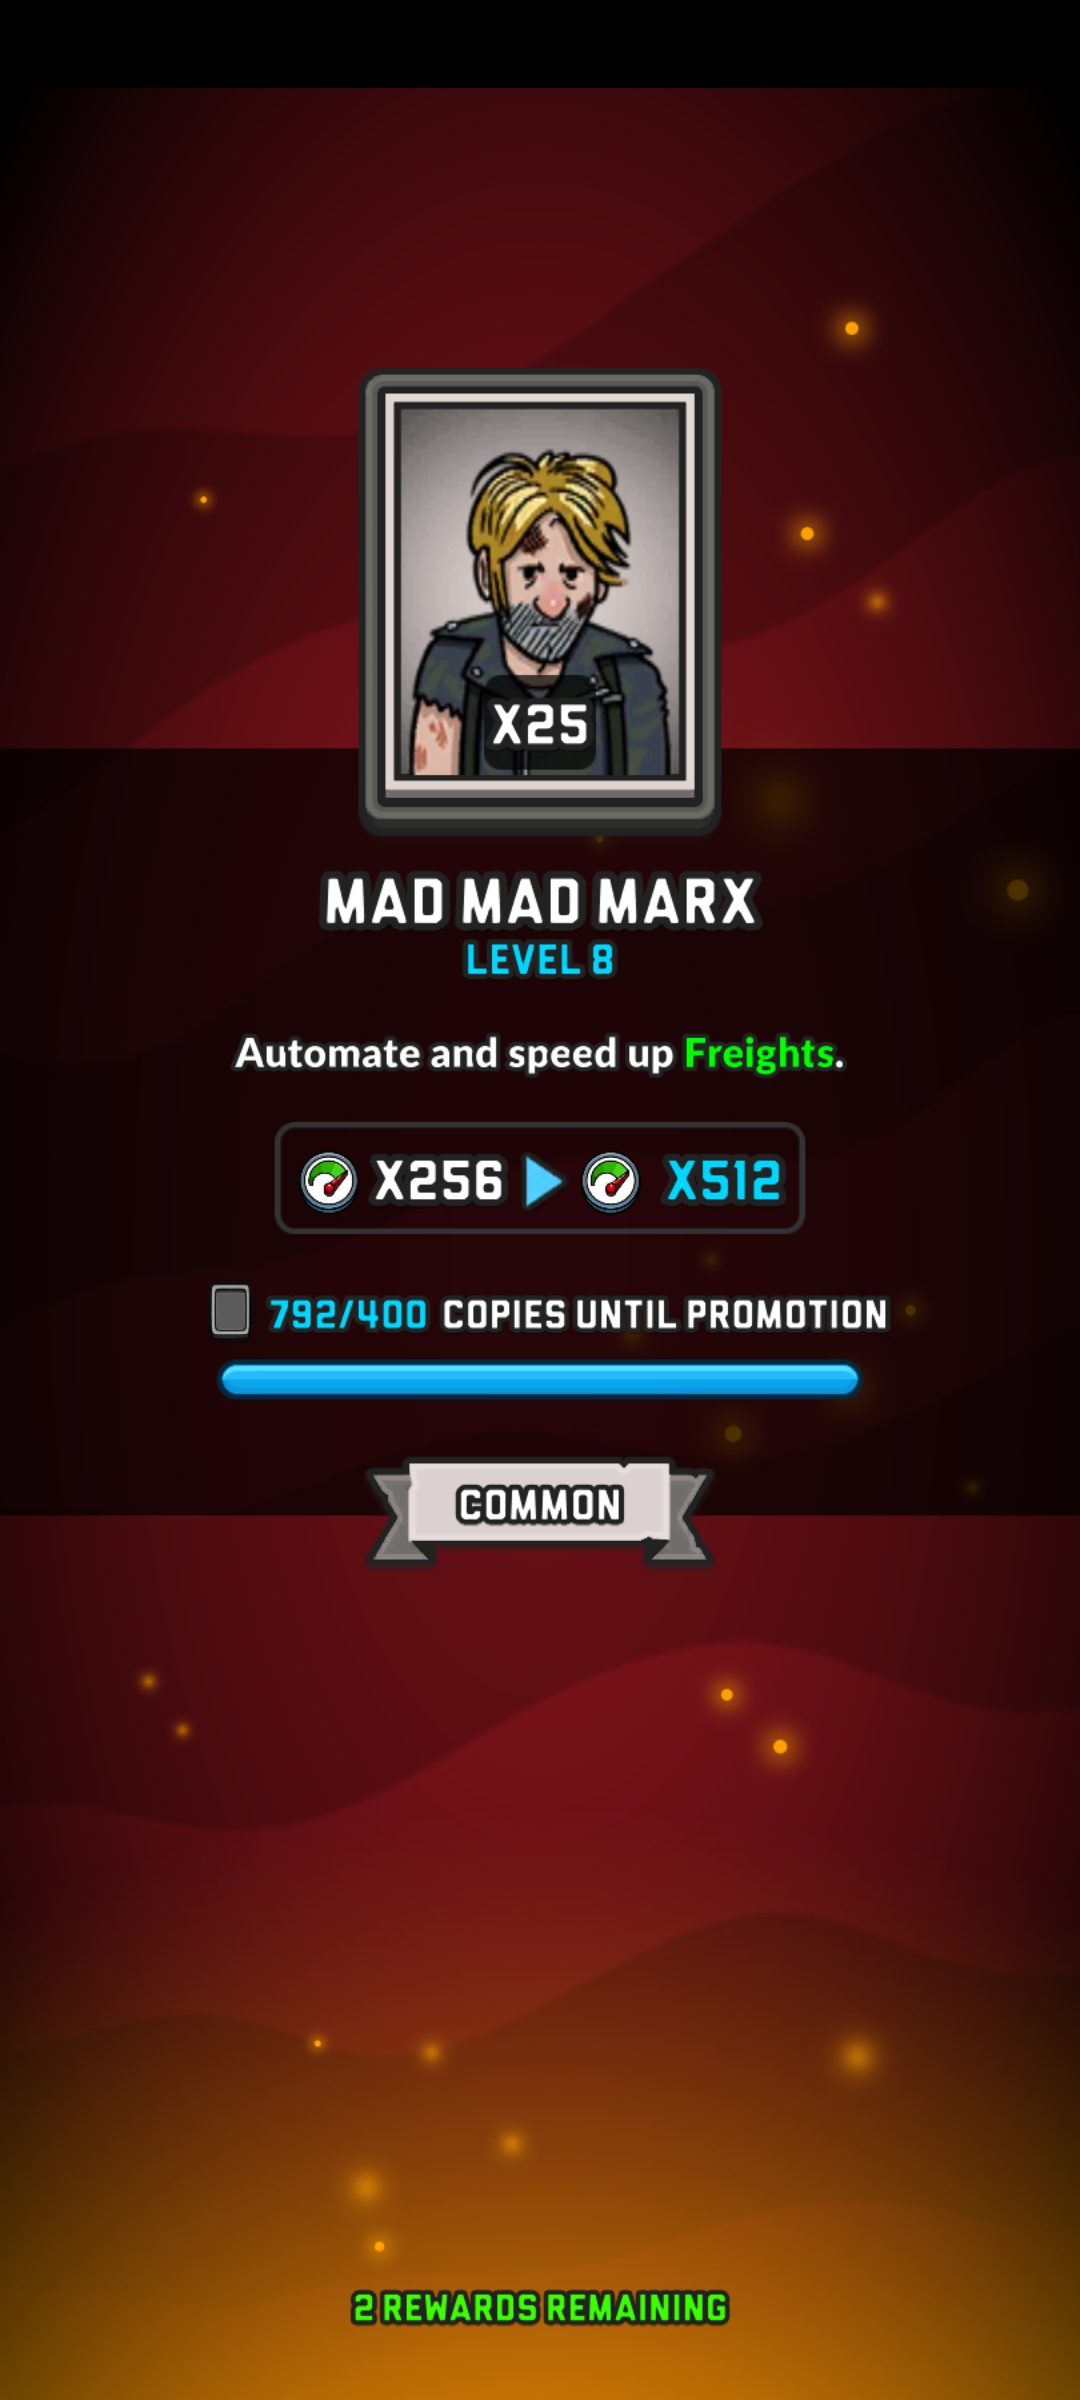 X25
MAD MAD MARX
LEVEL 8
Automate and speed up Freights.
X256 X512
792/400 COPIES UNTIL PROMOTION
COMMON
2 REWARDS REMAINING